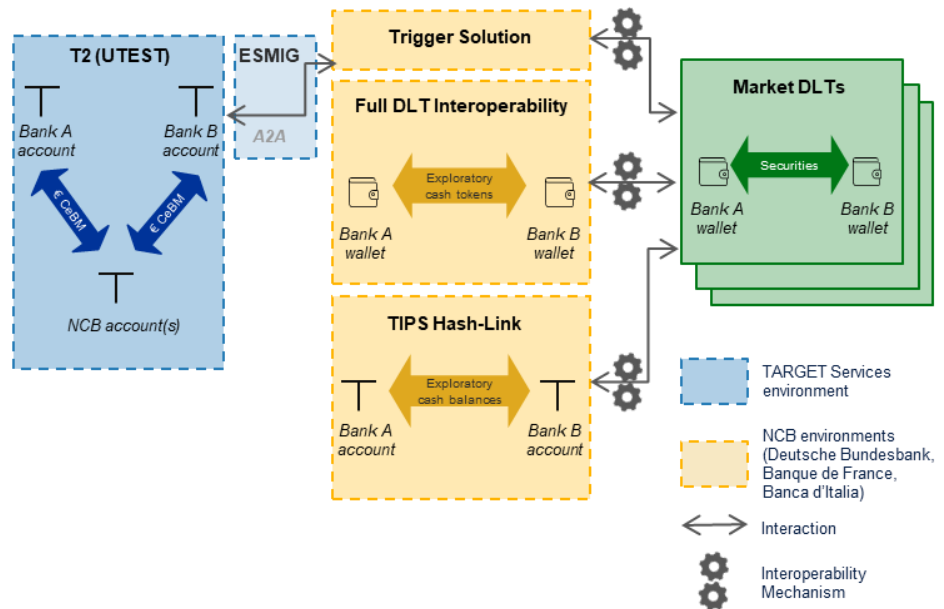 T2 (UTEST)
Bank A
account
Bank B
account
€ CeBM
€ CeBM
NCB account(s)
ESMIG
A2A
Trigger Solution
Full DLT Interoperability
Exploratory
cash tokens
Bank A
wallet
Bank B
wallet
TIPS Hash-Link
Exploratory
cash balances
Bank A
account
Bank B
account
Market DLTs
Securities
Bank A
wallet
Bank B
wallet
TARGET Services
environment
NCB environments
(Deutsche Bundesbank,
Banque de France,
Banca d'Italia)
Interaction
Interoperability
Mechanism